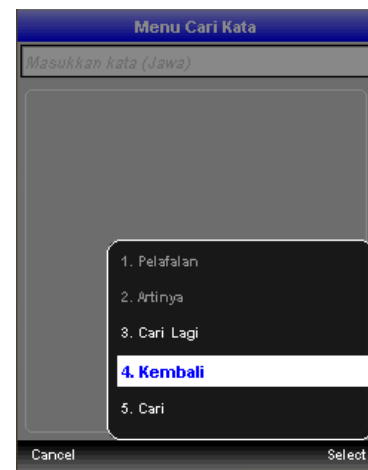 Menu Cari Kata
Masukkan kata (Jawa)
1. Pelafalan
2. Artinya
3. Cari Lagi
4. Kembali
5. Cari
Cancel Select